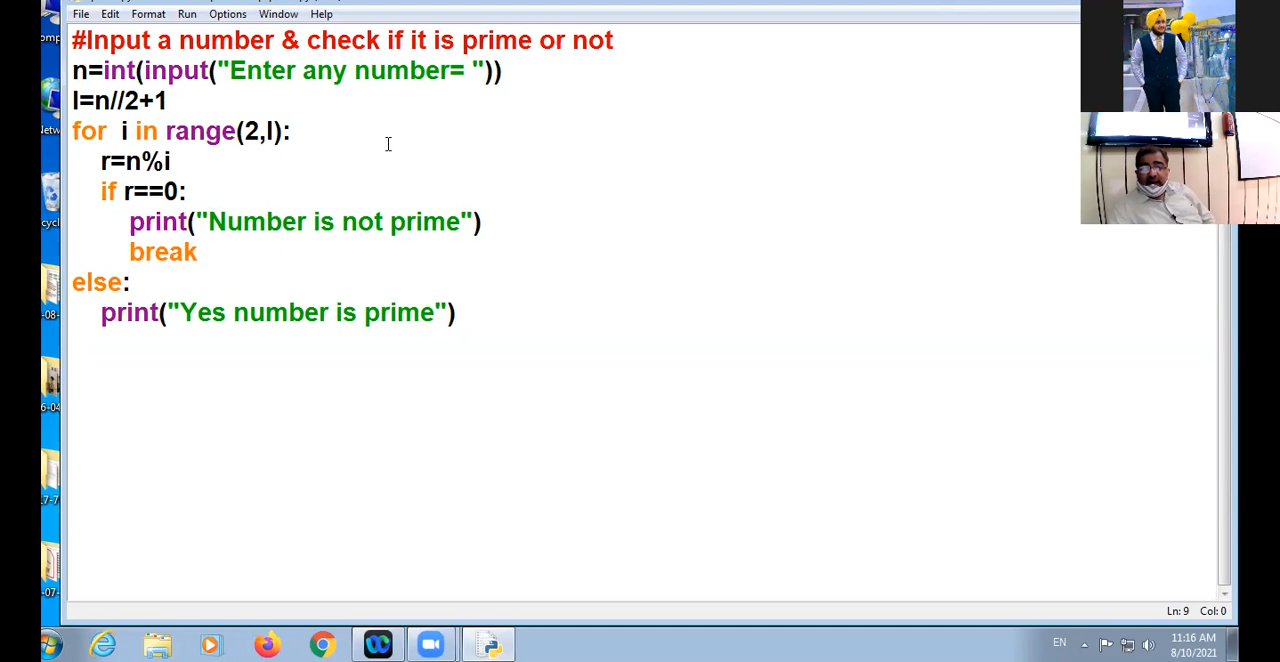 File Edit Format Run Options Window Help
#Input a number & check if it is prime or not
n=int(input("Enter any number= "))
l=n//2+1
for  i in range(2,l):
    r=n%i
    if r==0:
        print("Number is not prime")
        break
else:
    print("Yes number is prime")
Ln: 9 Col: 0
EN
11:16 AM
8/10/2021